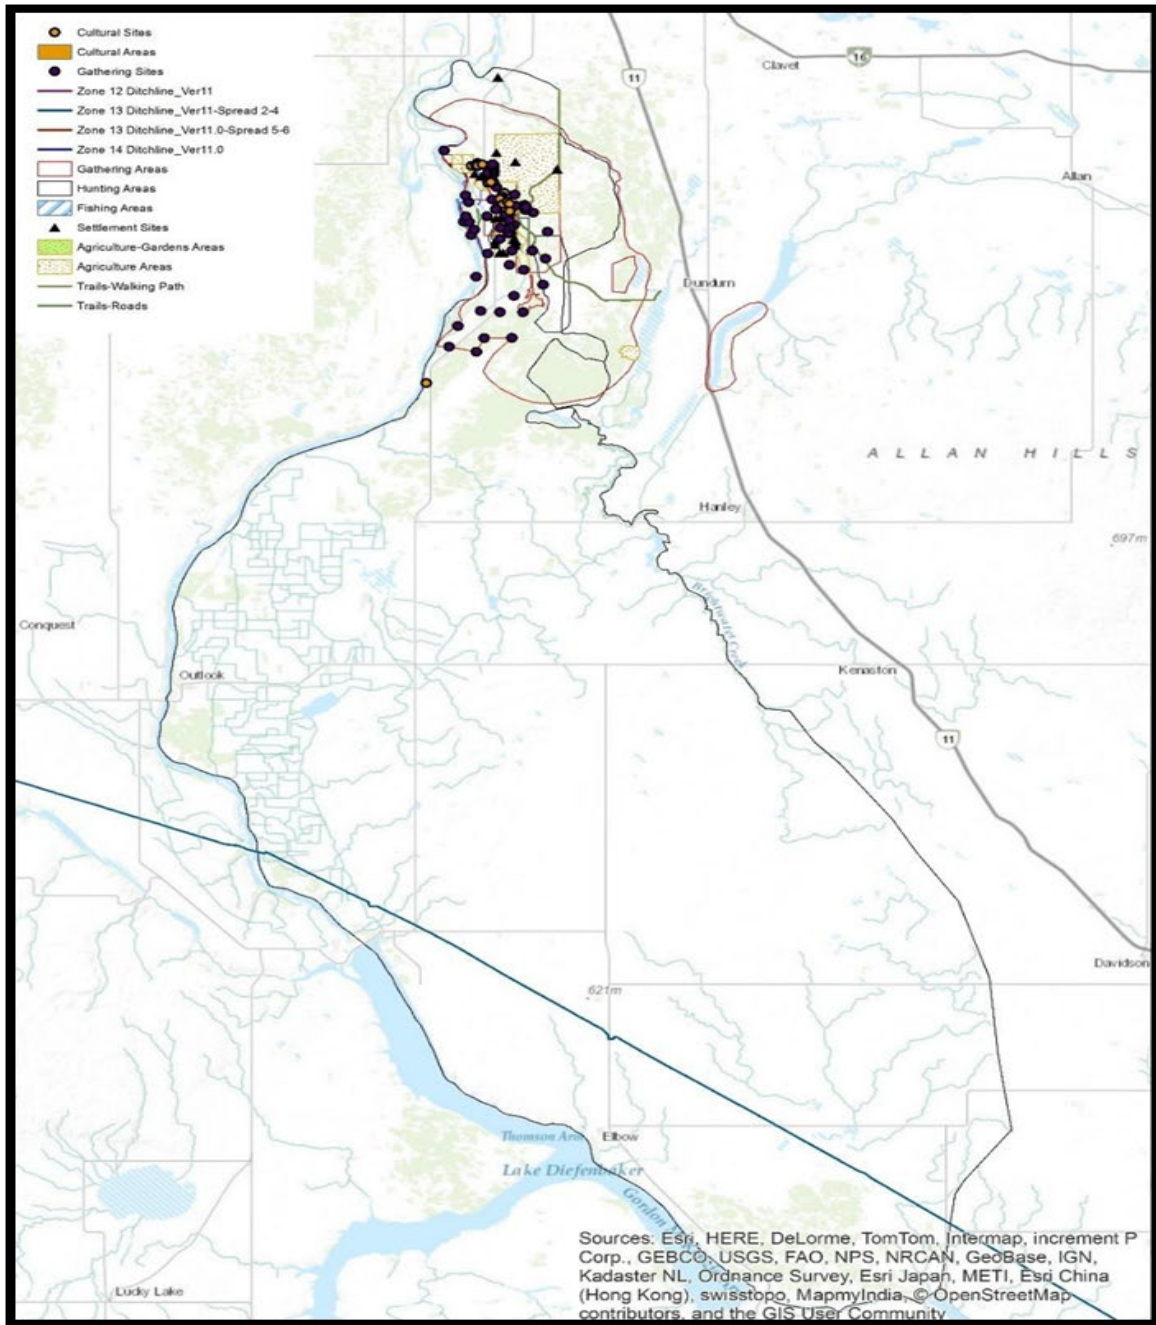 Cultural Sites
Cultural Areas
Gathering Sites
Zone 12 Ditchline_Ver11
Zone 13 Ditchline_Ver11-Spread 2-4
Zone 13 Ditchline_Ver11.0-Spread 5-6
Zone 14 Ditchline_Ver11.0
Gathering Areas
Hunting Areas
Fishing Areas
Settlement Sites
Agriculture-Gardens Areas
Agriculture Areas
Trails-Walking Path
Trails-Roads
11
Clavet
16
Allan
Dundurn
ALLAN HILLS
Hanley
697m
Brightwater Creek
Conquest
Outlook
Kenaston
11
Davidson
621m
Thomson Arm
Elbow
Lake Diefenbaker
Gordon
Lucky Lake
Sources: Esri, HERE, DeLorme, TomTom, Intermap, increment P
Corp., GEBCO, USGS, FAO, NPS, NRCAN, GeoBase, IGN,
Kadaster NL, Ordnance Survey, Esri Japan, METI, Esri China
(Hong Kong), swisstopo, MapmyIndia, © OpenStreetMap
contributors, and the GIS User Community